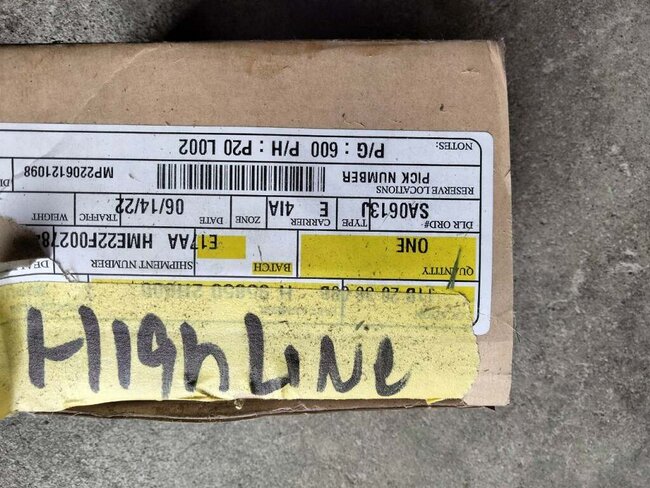 HighLine
QUANTITY BATCH SHIPMENT NUMBER
ONE E17AA HME22F00278
DLR ORD# TYPE CARRIER ZONE DATE TRAFFIC WEIGHT
SA0613J E 41A 06/14/22
RESERVE LOCATIONS PICK NUMBER MP2206121098
NOTES:
P/G : 600 P/H : P20 L002